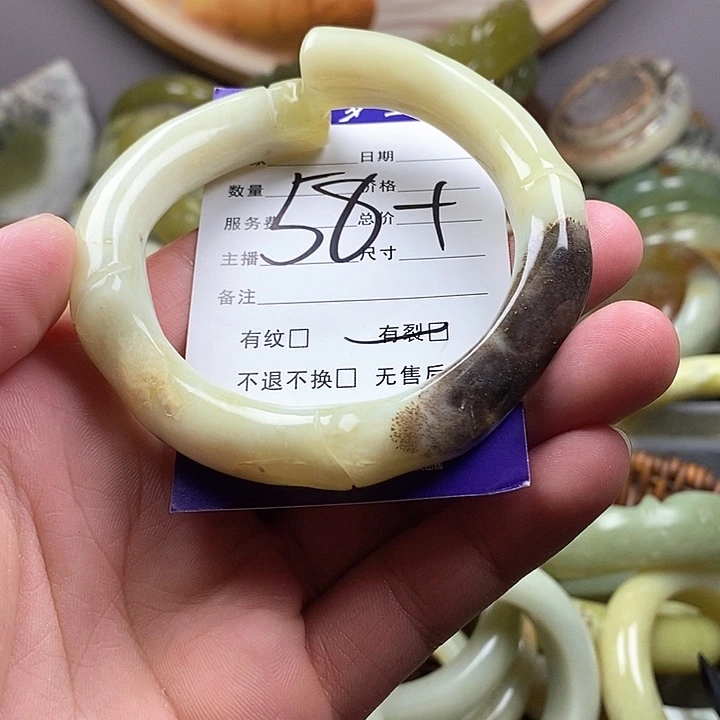 日期
数量 价格
服务费 总价
58+
主播 尺寸
备注
有纹□ 有裂□
不退不换□ 无售后